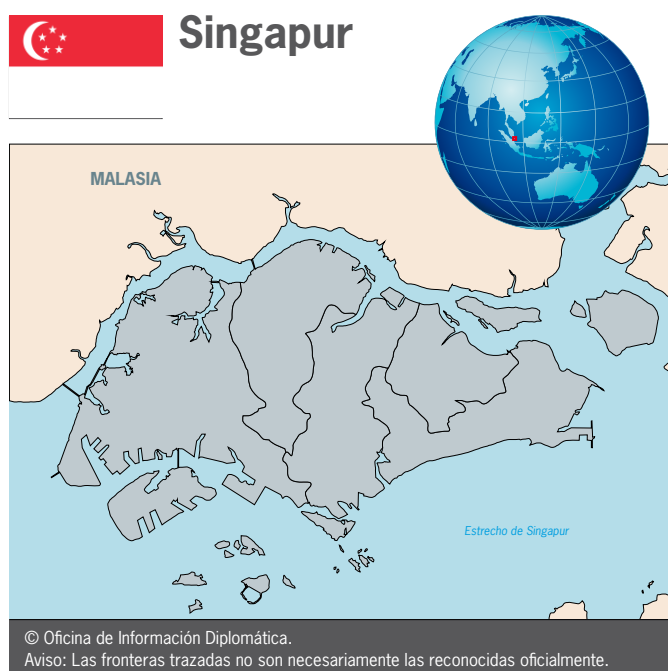 Singapur
MALASIA
Estrecho de Singapur
© Oficina de Información Diplomática.
Aviso: Las fronteras trazadas no son necesariamente las reconocidas oficialmente.